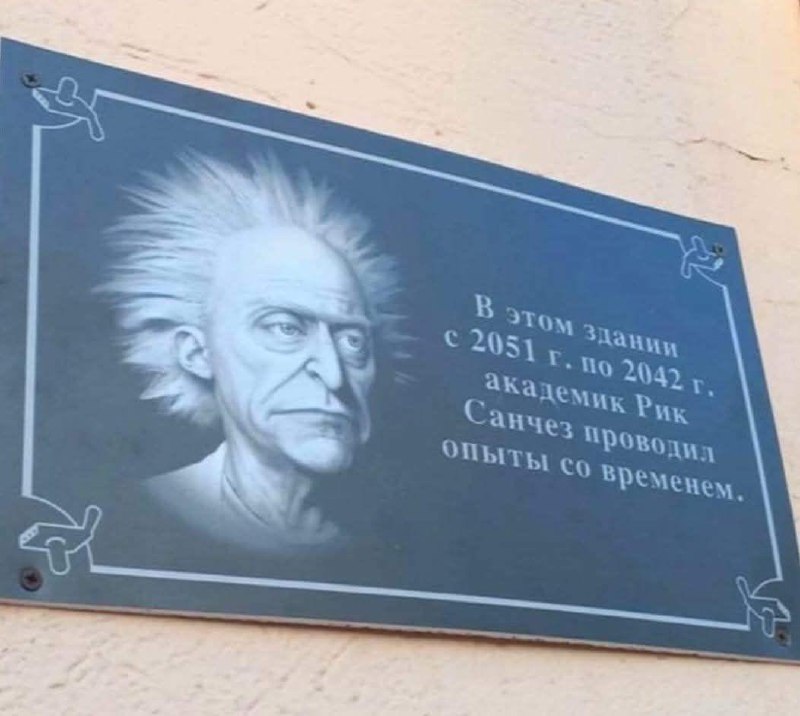 В этом здании
с 2051 г. по 2042 г.
академик Рик
Санчез проводил
опыты со временем.